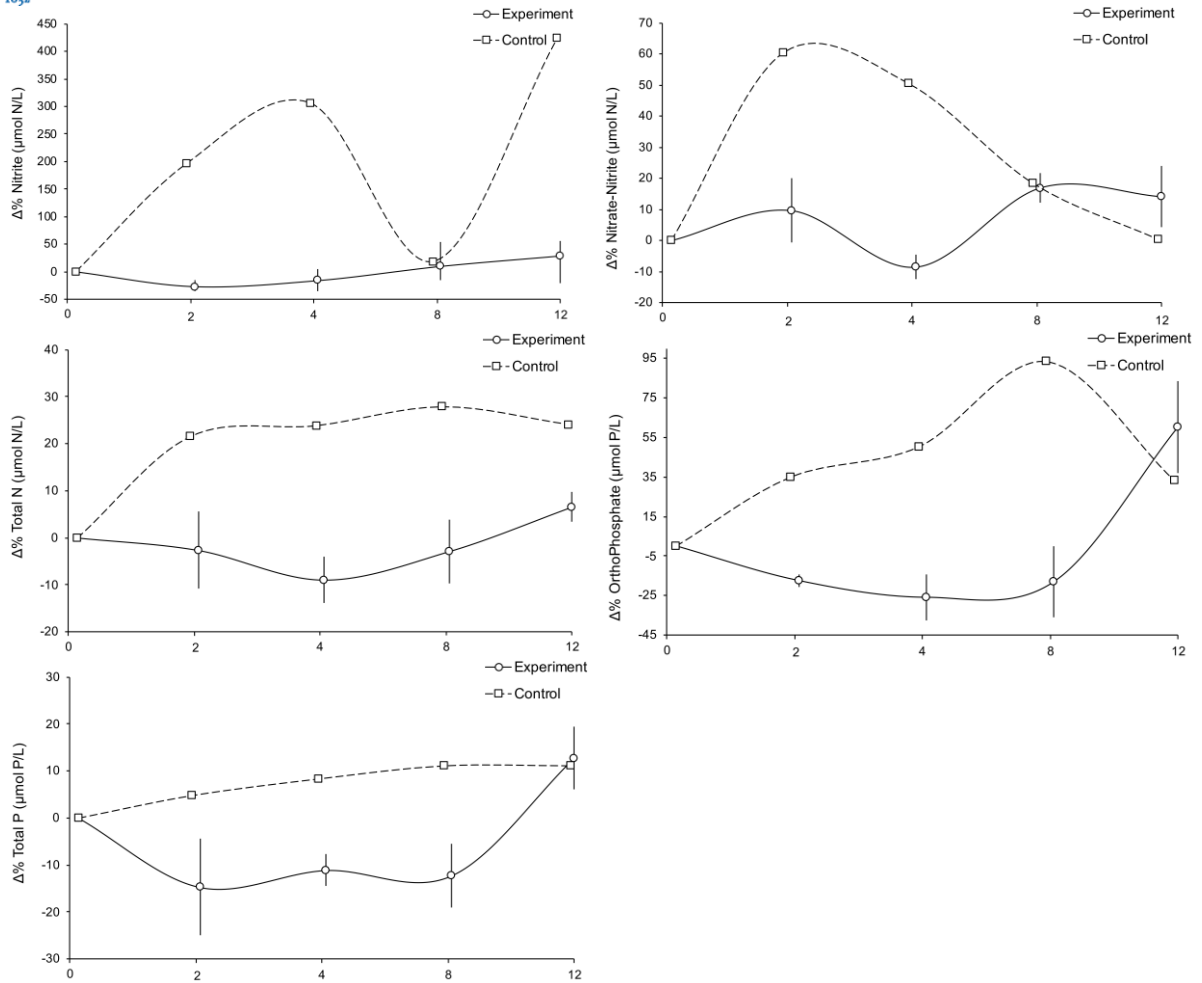 Experiment
Control
Δ% Nitrite (µmol N/L)
450
400
350
300
250
200
150
100
50
0
-50
0 2 4 8 12
Experiment
Control
Δ% Nitrate-Nitrite (µmol N/L)
70
60
50
40
30
20
10
0
-10
-20
0 2 4 8 12
Experiment
Control
Δ% Total N (µmol N/L)
40
30
20
10
0
-10
-20
0 2 4 8 12
Experiment
Control
Δ% OrthoPhosphate (µmol P/L)
95
75
55
35
15
-5
-25
-45
0 2 4 8 12
Experiment
Control
Δ% Total P (µmol P/L)
30
20
10
0
-10
-20
-30
0 2 4 8 12